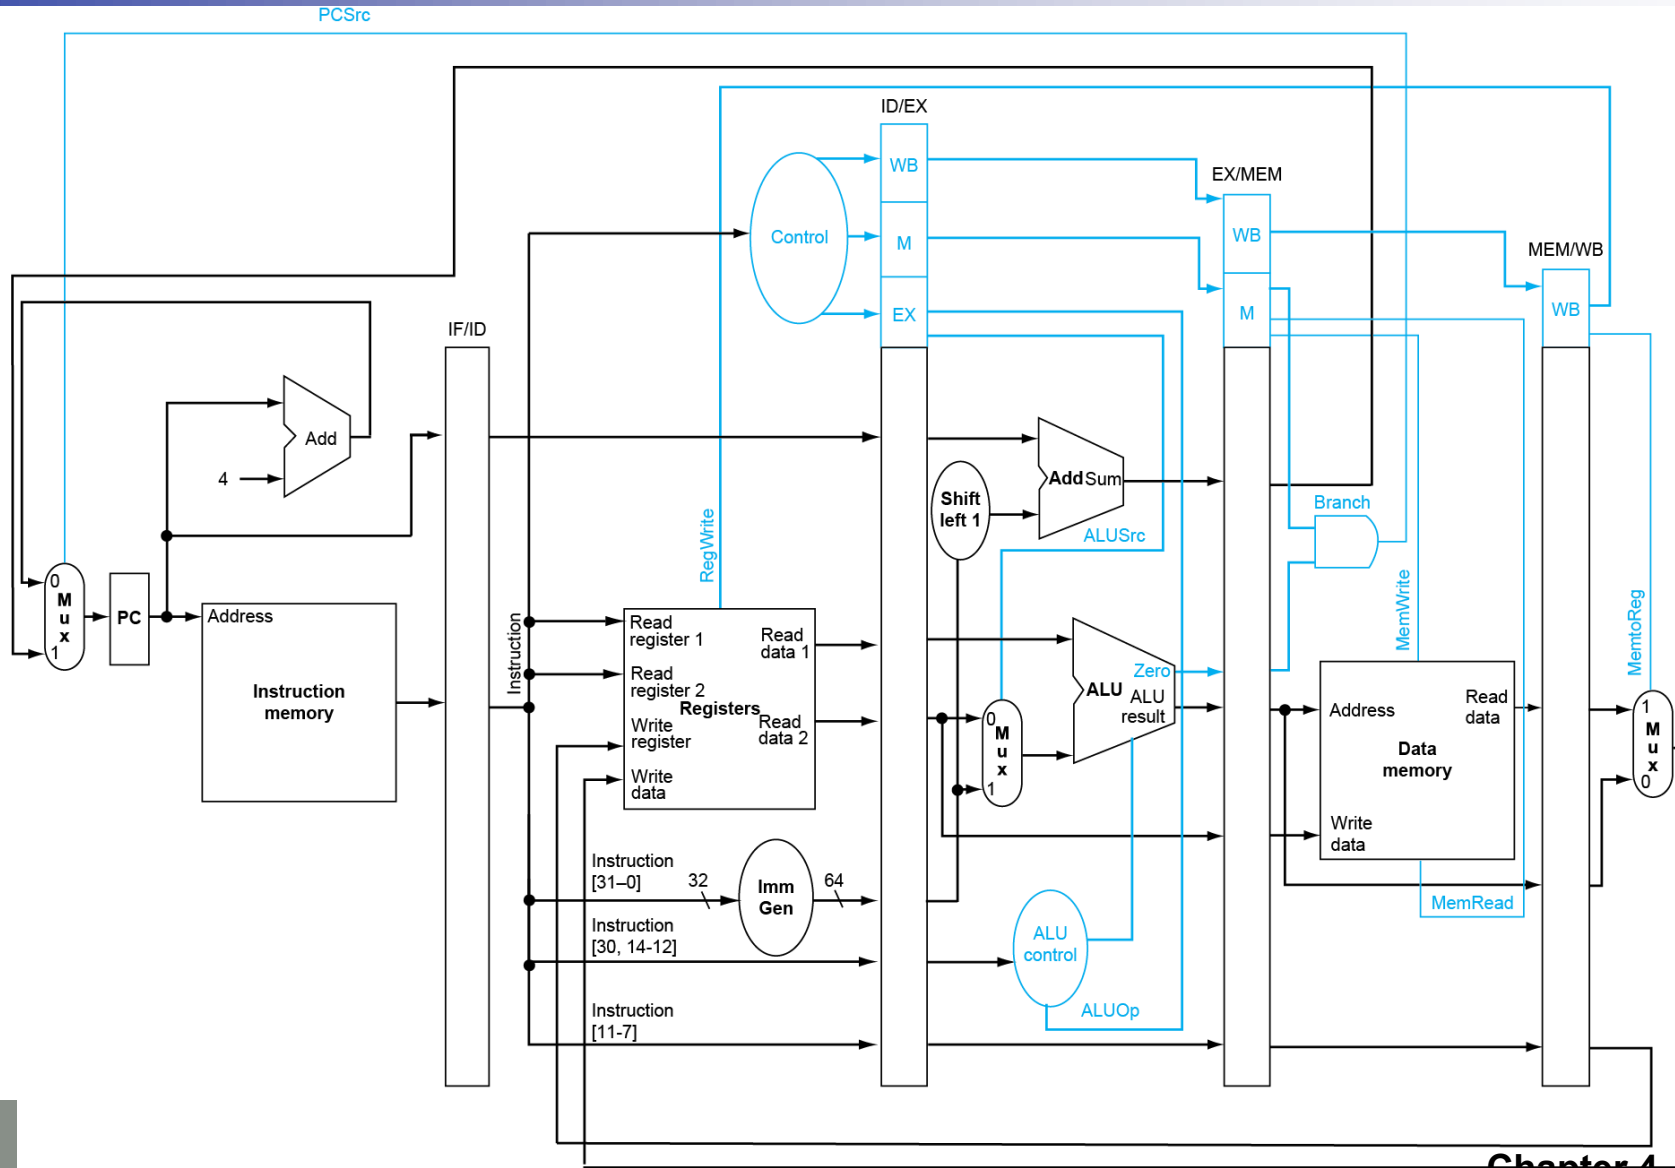 PCSrc
ID/EX
WB
EX/MEM
Control
M
WB
MEM/WB
EX
M
WB
IF/ID
Add
4
Add Sum
Shift
left 1
ALUSrc
Branch
RegWrite
MemWrite
MemtoReg
0
M
u
x
1
PC
Address
Instruction
memory
Instruction
Read
register 1
Read
data 1
Read
register 2
Registers
Write
register
Read
data 2
Write
data
Zero
ALU
ALU
result
0
M
u
x
1
Address
Read
data
Data
memory
Write
data
1
M
u
x
0
Instruction
[31–0]
32
Imm
Gen
64
MemRead
Instruction
[30, 14-12]
ALU
control
Instruction
[11-7]
ALUOp
Chapter 4